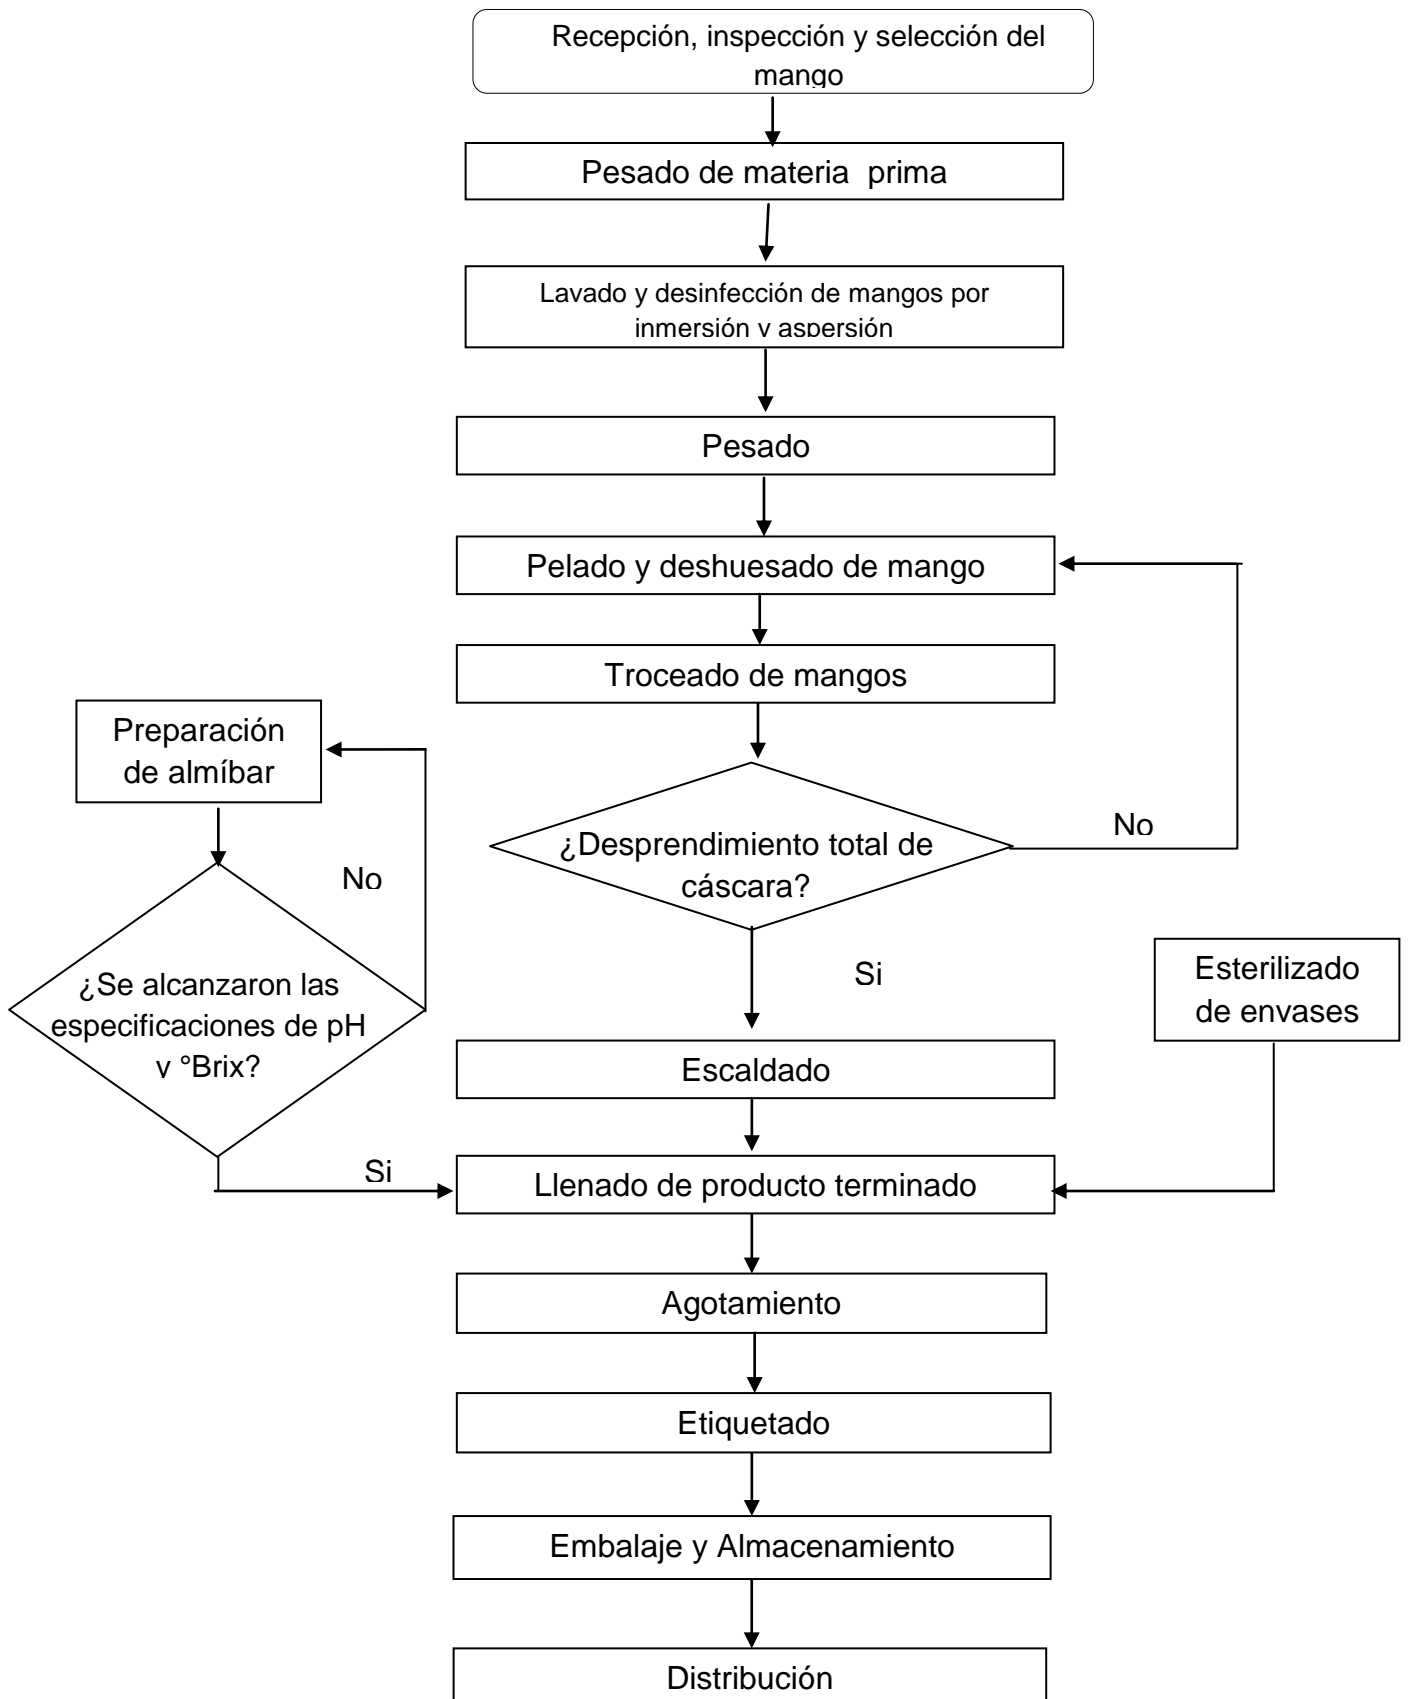 Recepción, inspección y selección del
mango
Pesado de materia prima
Lavado y desinfección de mangos por
inmersión y aspersión
Pesado
Pelado y deshuesado de mango
Troceado de mangos
Preparación
de almíbar
No
¿Desprendimiento total de
cáscara?
No
¿Se alcanzaron las
especificaciones de pH
y °Brix?
Si
Esterilizado
de envases
Escaldado
Si
Llenado de producto terminado
Agotamiento
Etiquetado
Embalaje y Almacenamiento
Distribución